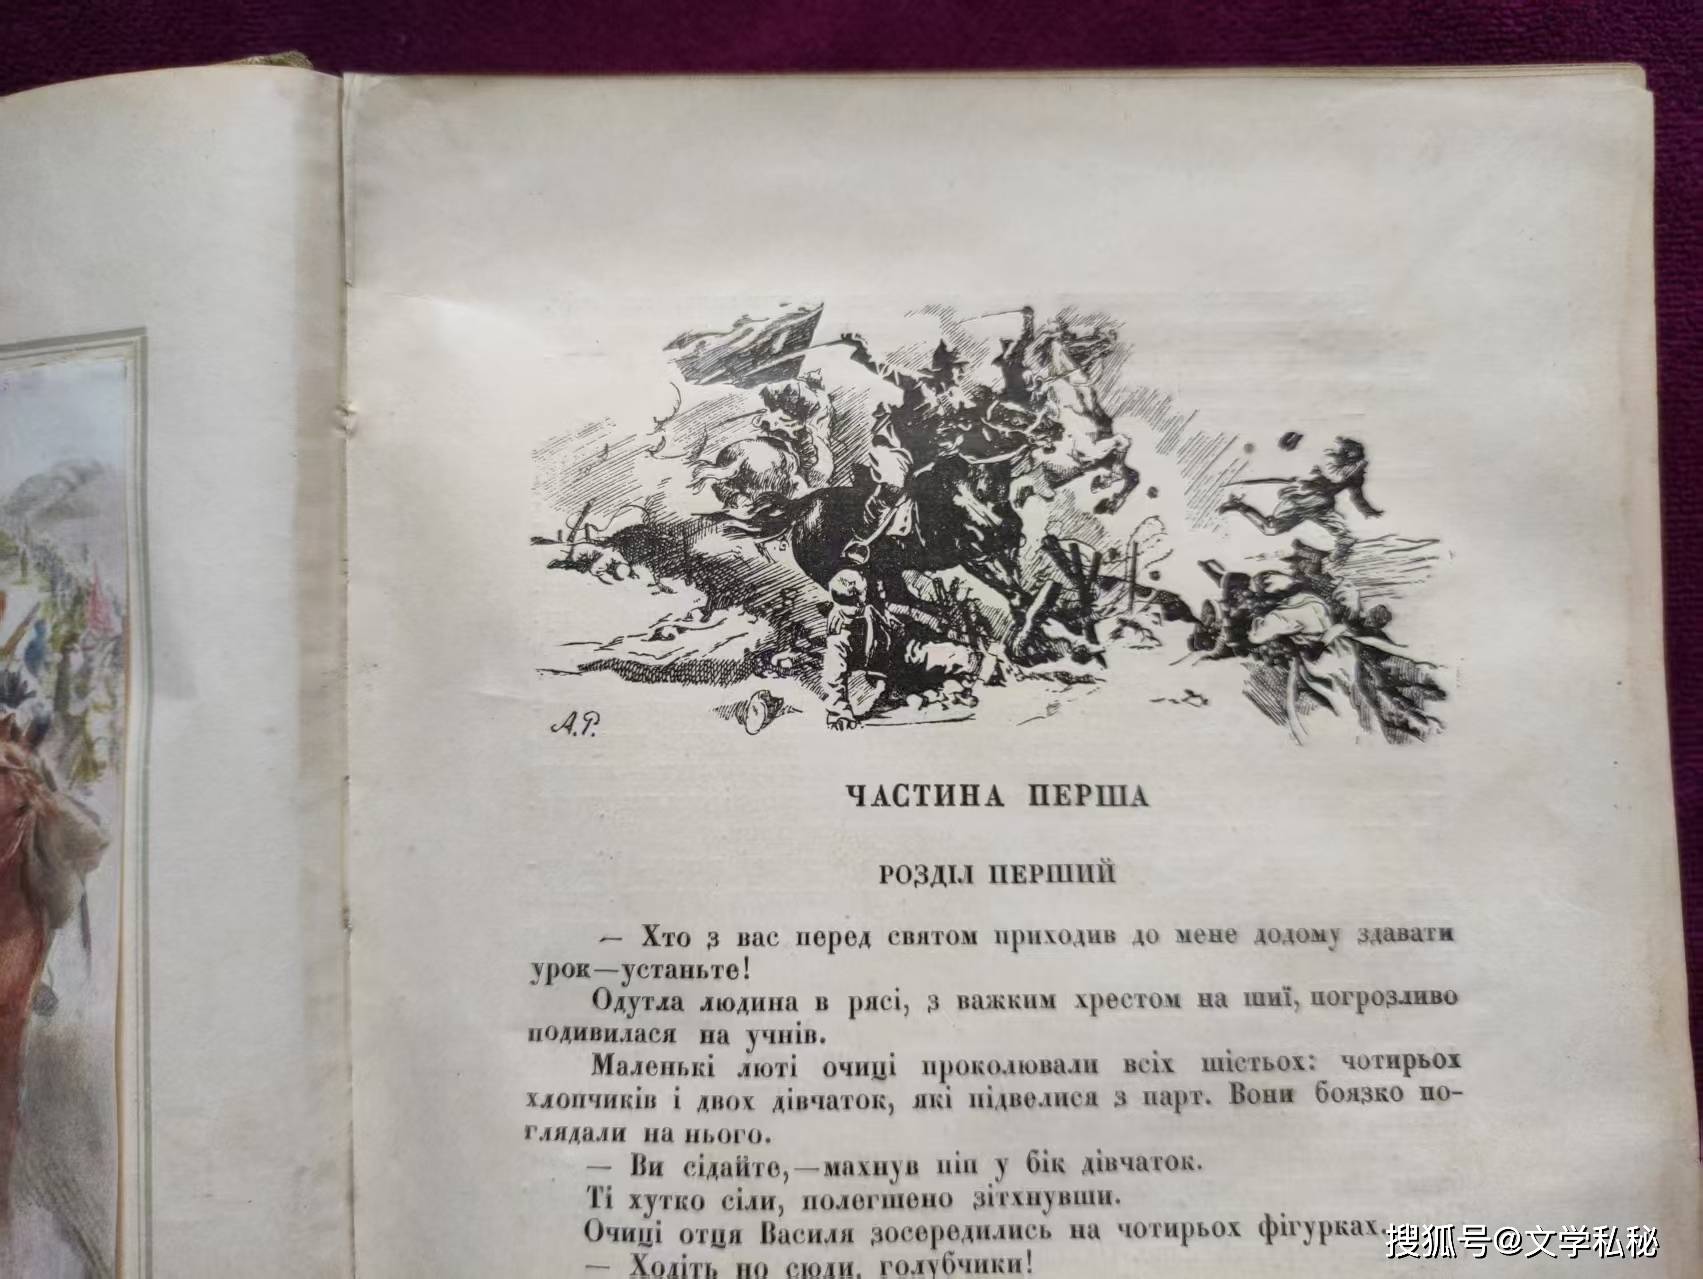 А.Р.
ЧАСТИНА ПЕРША
РОЗДІЛ ПЕРШИЙ
— Хто з вас перед святом приходив до мене додому здавати
урок—устаньте!
Одутла людина в рясі, з важким хрестом на шиї, погрозливо
подивилася на учнів.
Маленькі люті очиці проколювали всіх шістьох: чотирьох
хлопчиків і двох дівчаток, які підвелися з парт. Вони боязко по-
глядали на нього.
— Ви сідайте,—махнув піп у бік дівчаток.
Ті хутко сіли, полегшено зітхнувши.
Очиці отця Василя зосередились на чотирьох фігурках.
— Ходіть но сюди, голубчики!
搜狐号@文学私秘